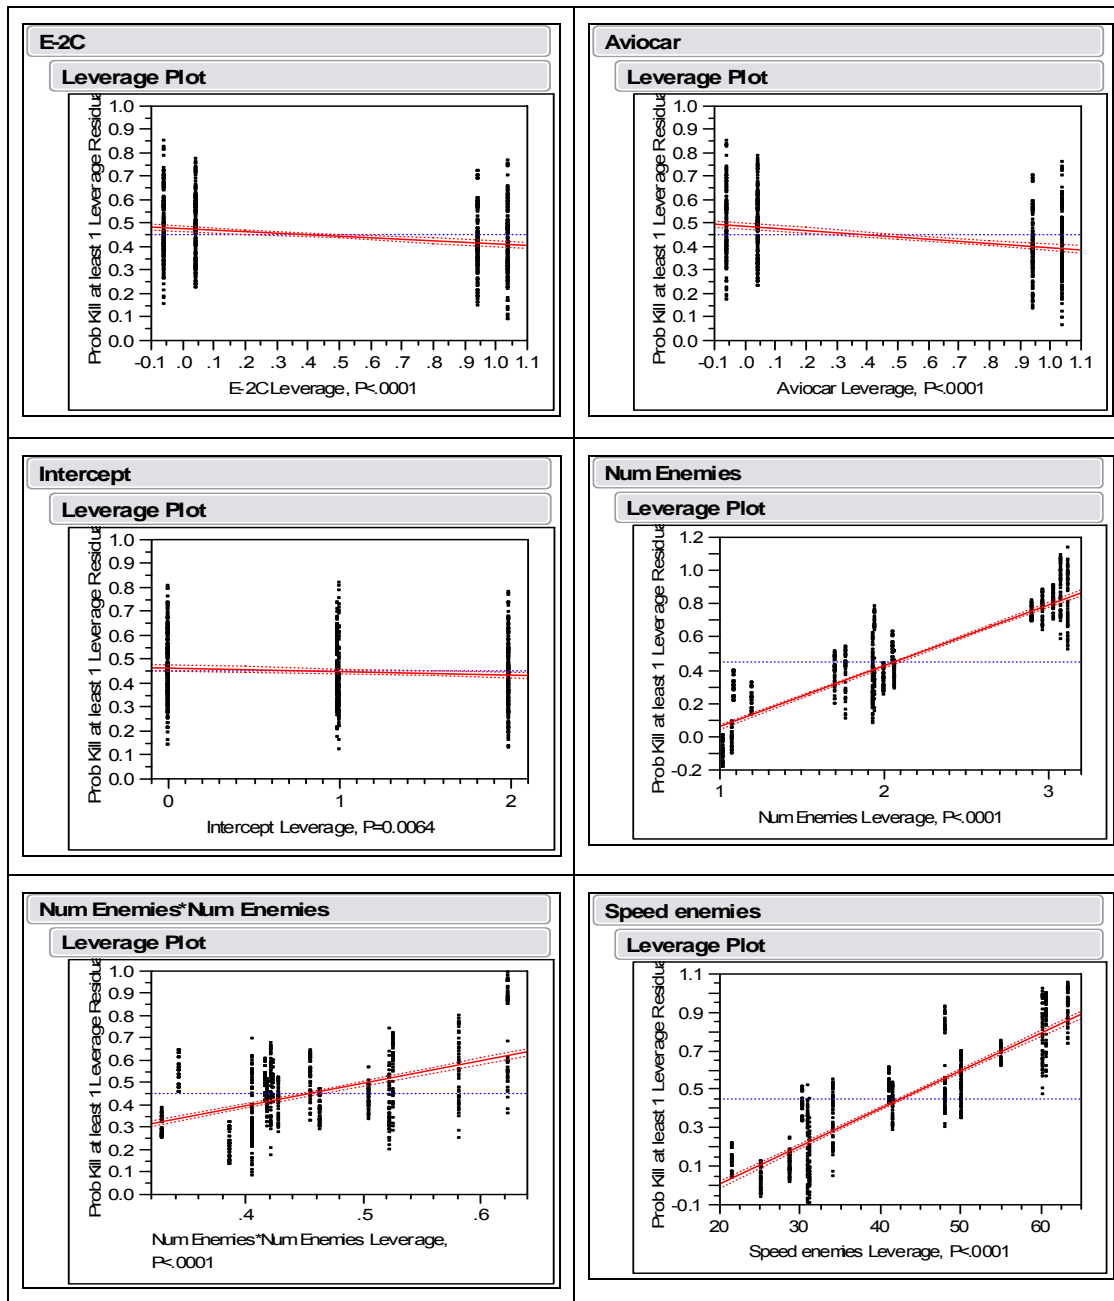 E-2C
Leverage Plot
Prob Kill at least 1 Leverage Residua
1.0
0.9
0.8
0.7
0.6
0.5
0.4
0.3
0.2
0.1
0.0
-0.1 .0 .1 .2 .3 .4 .5 .6 .7 .8 .9 1.0 1.1
E-2C Leverage, P<.0001
Aviocar
Leverage Plot
Prob Kill at least 1 Leverage Residua
1.0
0.9
0.8
0.7
0.6
0.5
0.4
0.3
0.2
0.1
0.0
-0.1 .0 .1 .2 .3 .4 .5 .6 .7 .8 .9 1.0 1.1
Aviocar Leverage, P<.0001
Intercept
Leverage Plot
Prob Kill at least 1 Leverage Residua
1.0
0.9
0.8
0.7
0.6
0.5
0.4
0.3
0.2
0.1
0.0
0 1 2
Intercept Leverage, P=0.0064
Num Enemies
Leverage Plot
Prob Kill at least 1 Leverage Residua
1.2
1.0
0.8
0.6
0.4
0.2
0.0
-0.2
1 2 3
Num Enemies Leverage, P<.0001
Num Enemies*Num Enemies
Leverage Plot
Prob Kill at least 1 Leverage Residua
1.0
0.9
0.8
0.7
0.6
0.5
0.4
0.3
0.2
0.1
0.0
.4 .5 .6
Num Enemies*Num Enemies Leverage,
P<.0001
Speed enemies
Leverage Plot
Prob Kill at least 1 Leverage Residua
1.1
0.9
0.7
0.5
0.3
0.1
-0.1
20 30 40 50 60
Speed enemies Leverage, P<.0001